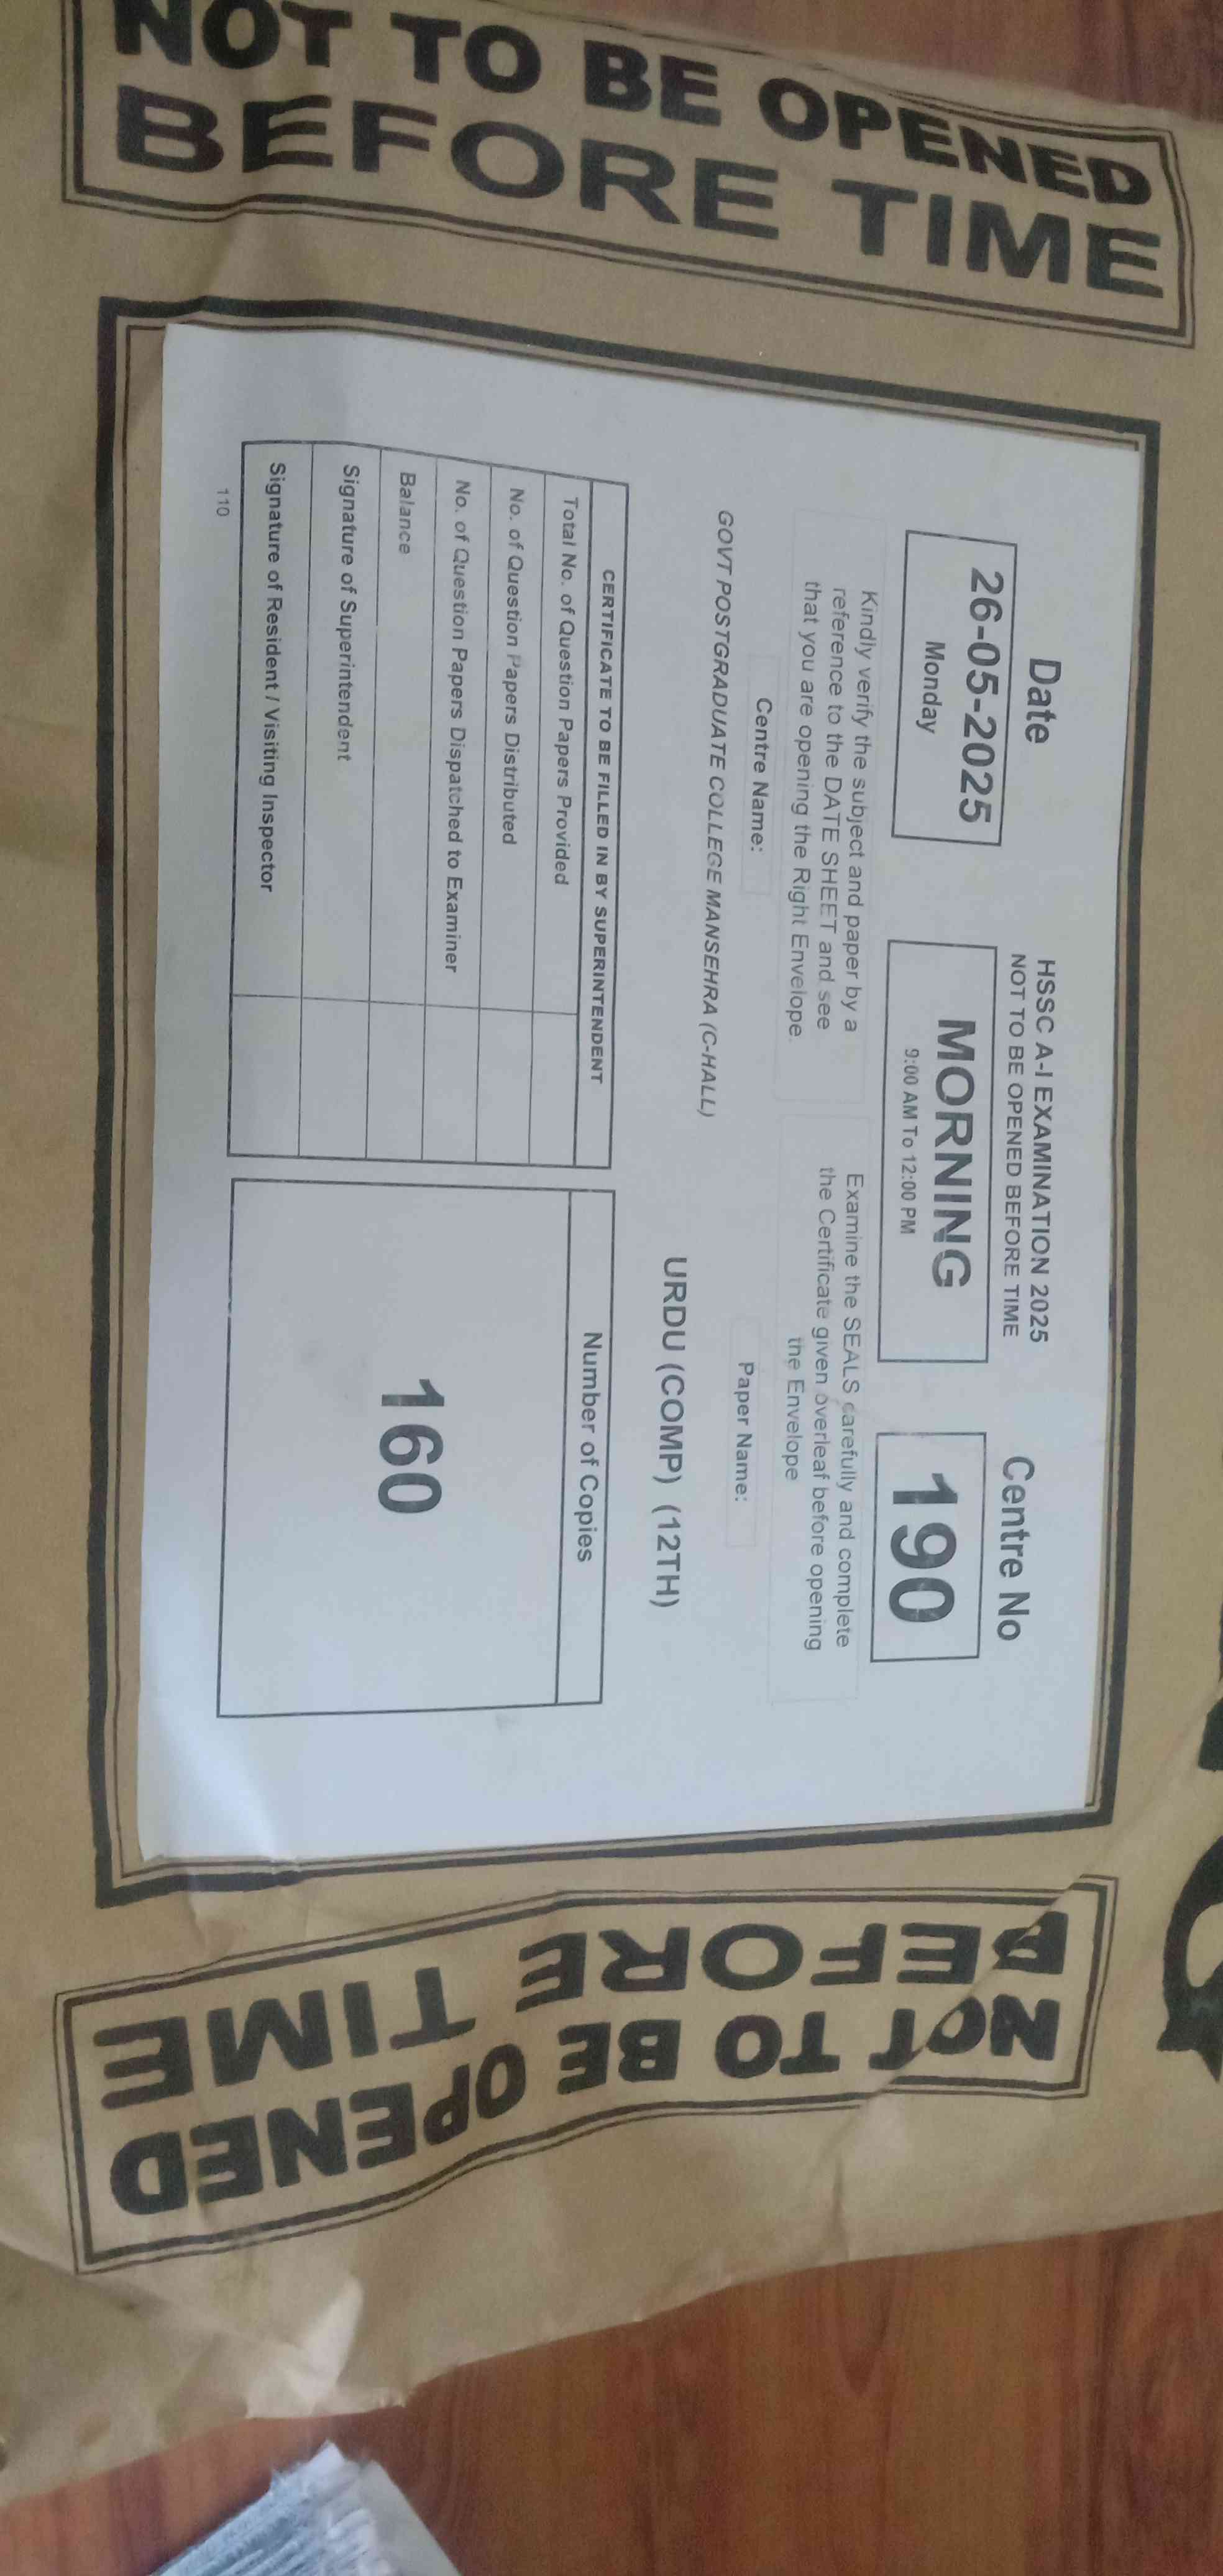 NOT TO BE OPENED
BEFORE TIME
HSSC A-I EXAMINATION 2025
NOT TO BE OPENED BEFORE TIME
Date
26-05-2025
Monday
MORNING
9:00 AM To 12:00 PM
Centre No
190
Kindly verify the subject and paper by a
reference to the DATE SHEET and see
that you are opening the Right Envelope.
Examine the SEALS carefully and complete
the Certificate given overleaf before opening
the Envelope
Centre Name:
GOVT POSTGRADUATE COLLEGE MANSEHRA (C-HALL)
Paper Name:
URDU (COMP) (12TH)
CERTIFICATE TO BE FILLED IN BY SUPERINTENDENT
Total No. of Question Papers Provided
No. of Question Papers Distributed
No. of Question Papers Dispatched to Examiner
Balance
Signature of Superintendent
Signature of Resident / Visiting Inspector
110
Number of Copies
160
NOT TO BE OPENED
BEFORE TIME